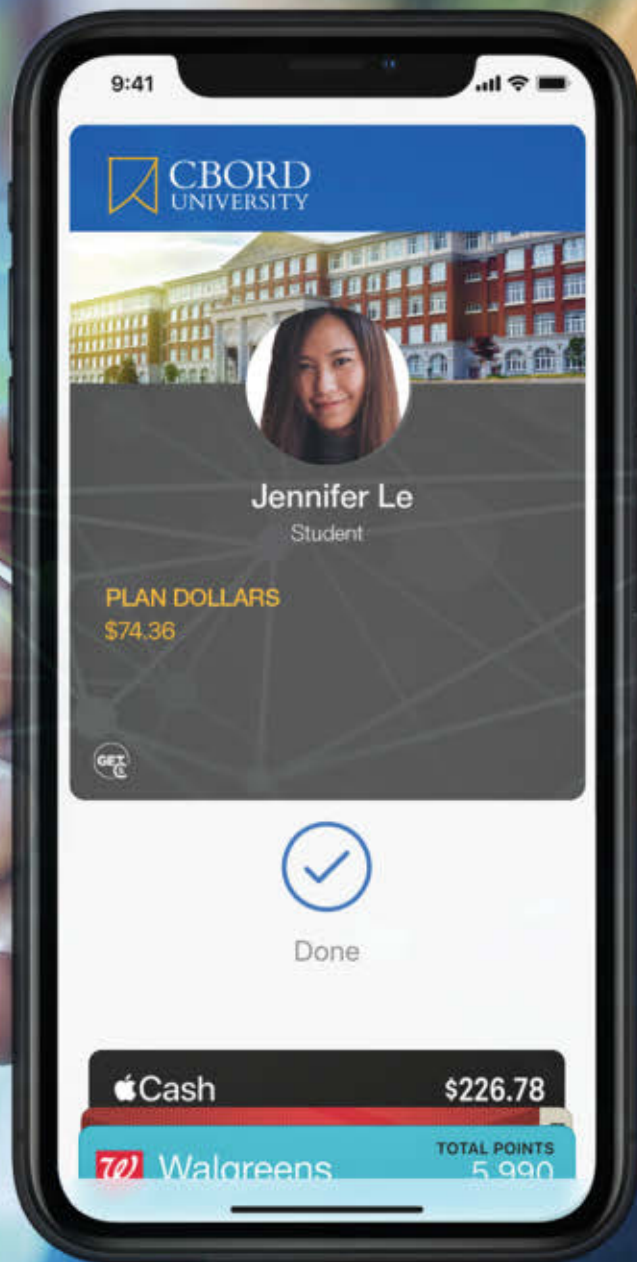 9:41
CBORD
UNIVERSITY
Jennifer Le
Student
PLAN DOLLARS
$74.36
GET
Done
Cash $226.78
Walgreens TOTAL POINTS
5,990